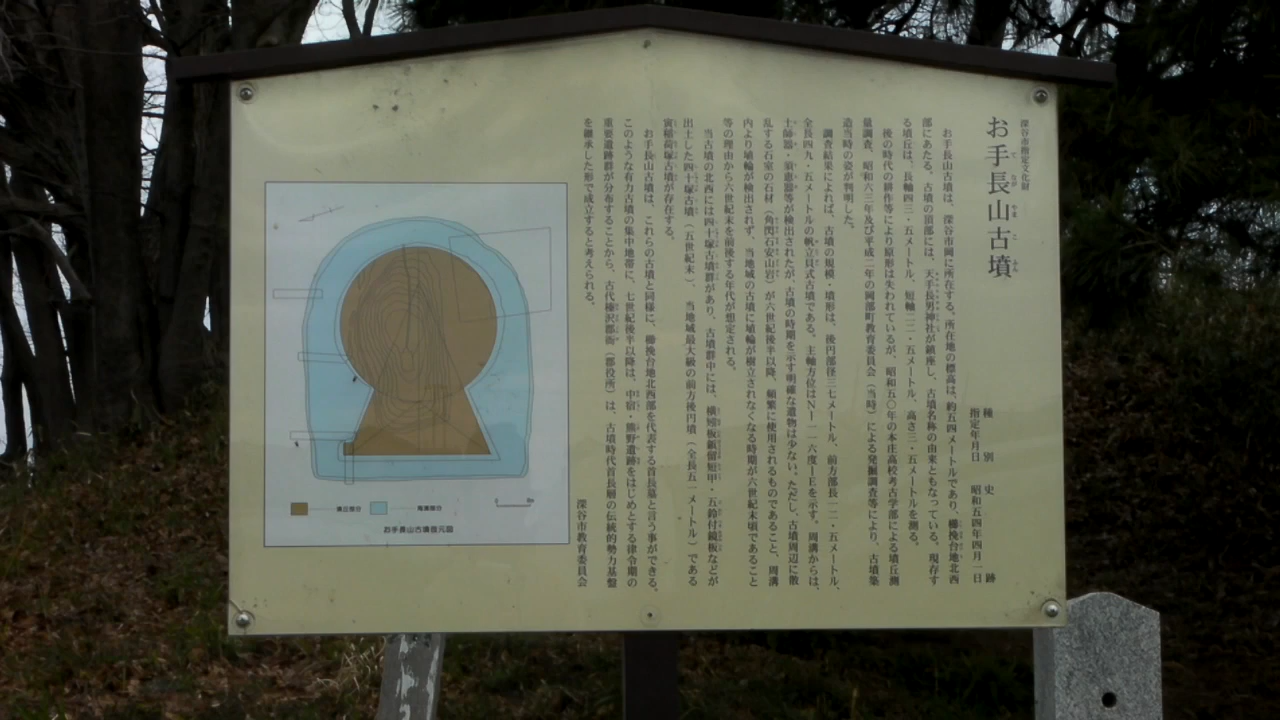 深谷市指定文化財
お手長山古墳
てながやまこふん
種別 史跡
指定年月日 昭和五四年四月一日
お手長山古墳は、深谷市岡に所在する。所在地の標高は、約五四メートルであり、櫛挽台地北西
部にあたる。古墳の頂部には、天手長男神社が鎮座し、古墳名称の由来ともなっている。現存す
る墳丘は、長軸四三・五メートル、短軸二二・五メートル、高さ三・五メートルを測る。
後の時代の耕作等により原形は失われているが、昭和五〇年の本庄高校考古学部による墳丘測
量調査、昭和六三年及び平成二年の岡部町教育委員会（当時）による発掘調査等により、古墳築
造当時の姿が判明した。
調査結果によれば、古墳の規模・墳形は、後円部径三七メートル、前方部長一二・五メートル、
全長四九・五メートルの帆立貝式古墳である。主軸方位はN―一一六度―Eを示す。周溝からは、
土師器・須恵器等が検出されたが古墳の時期を示す明確な遺物は少ない。ただし、古墳周辺に散
乱する石室の石材（角閃石安山岩）が六世紀後半以降、頻繁に使用されるものであること、周溝
内より埴輪が検出されず、当地域の古墳に埴輪が樹立されなくなる時期が六世紀末頃であること
等の理由から六世紀末を前後する年代が想定される。
当古墳の北西には四十塚古墳群があり、古墳群中には、横矧板鋲留短甲・五鈴付鏡板などが
出土した四十塚古墳（五世紀末）、当地域最大級の前方後円墳（全長五一メートル）である
寅稲荷塚古墳が存在する。
お手長山古墳は、これらの古墳と同様に、櫛挽台地北西部を代表する首長墓と言う事ができる。
このような有力古墳の集中地帯に、七世紀後半以降は、中宿・熊野遺跡をはじめとする律令期の
重要遺跡群が分布することから、古代榛沢郡衙（郡役所）は、古墳時代首長層の伝統的勢力基盤
を継承した形で成立すると考えられる。
深谷市教育委員会
墳丘部分
周溝部分
お手長山古墳復元図